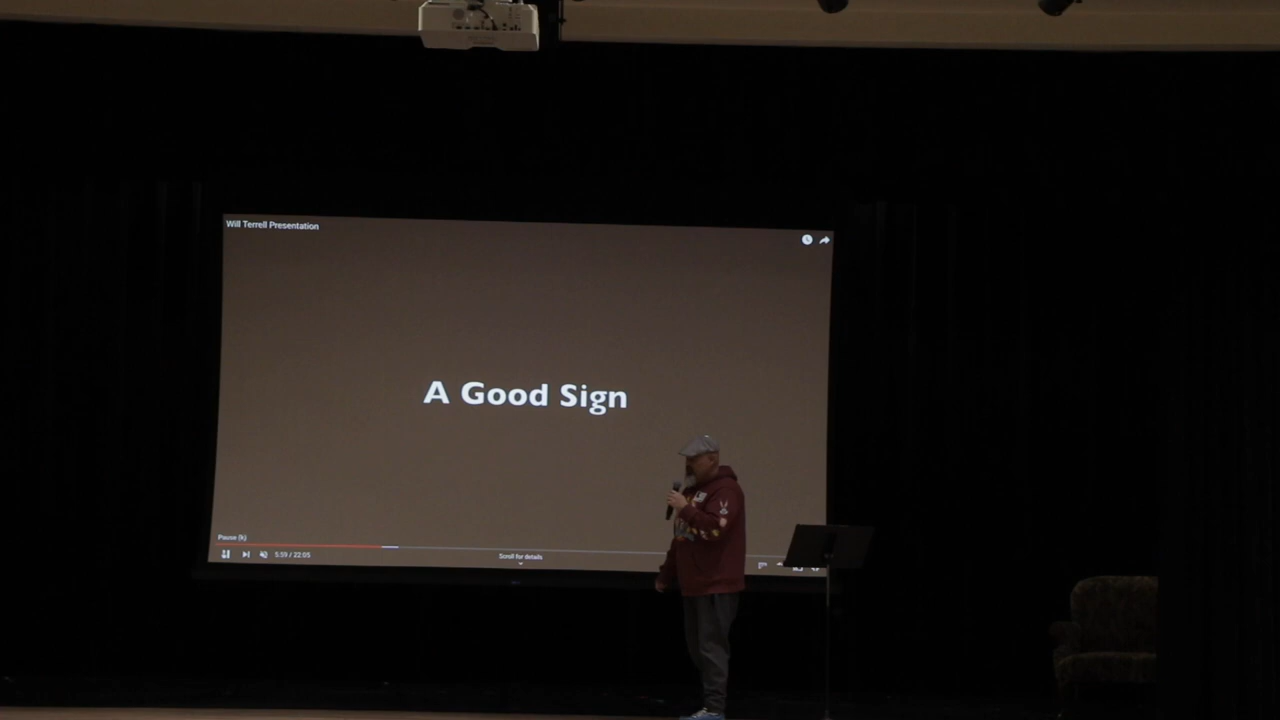 Will Terrell Presentation
A Good Sign
Pause (k)
5:59 / 22:05
Scroll for details